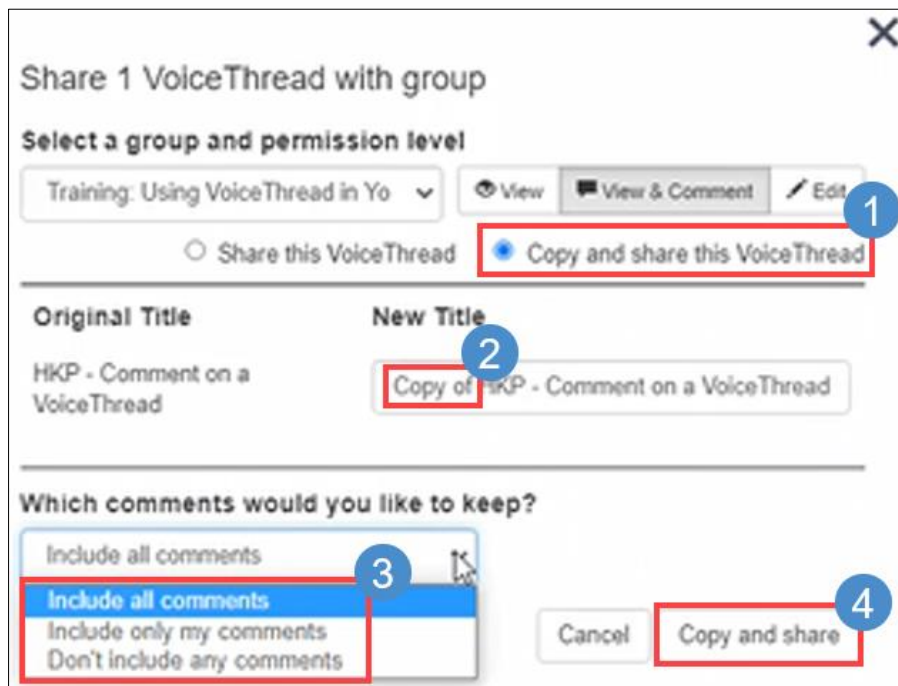 Share 1 VoiceThread with group
Select a group and permission level
Training: Using VoiceThread in Yo View View & Comment Edit
1
Share this VoiceThread Copy and share this VoiceThread
Original Title New Title
2
HKP - Comment on a
VoiceThread
Copy of HKP - Comment on a VoiceThread
Which comments would you like to keep?
Include all comments
3
Include all comments
Include only my comments
Don't include any comments
Cancel Copy and share
4